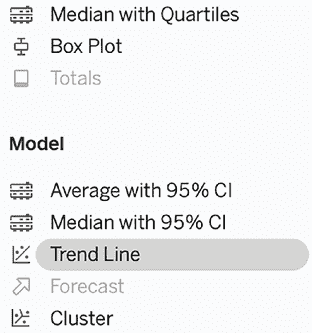 Median with Quartiles
Box Plot
Totals
Model
Average with 95% CI
Median with 95% CI
Trend Line
Forecast
Cluster